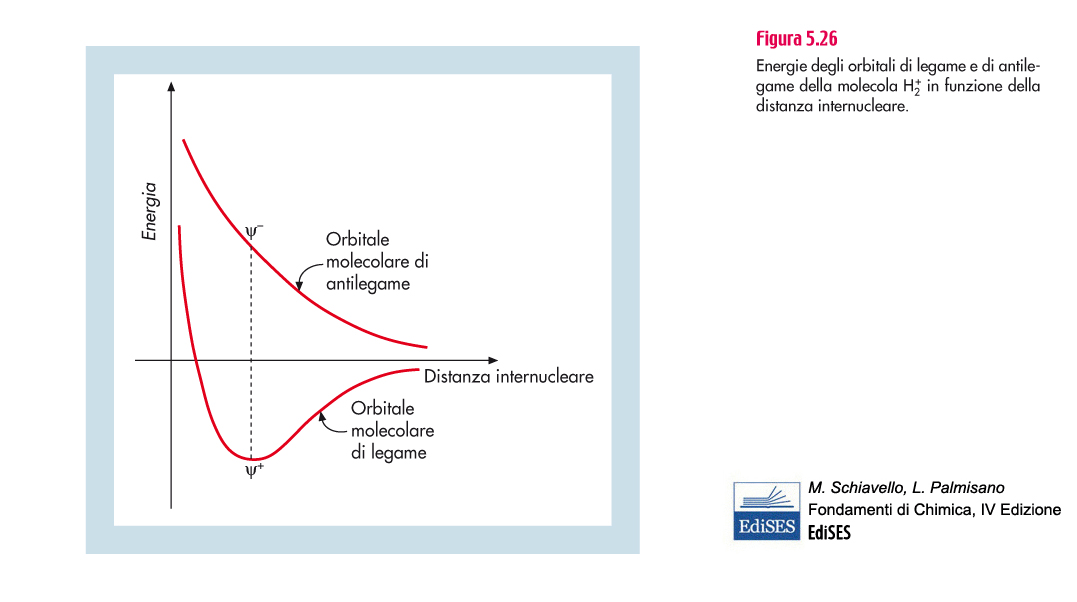 Figura 5.26
Energie degli orbitali di legame e di antile-
game della molecola H₂⁺ in funzione della
distanza internucleare.
Energia
ψ⁻
Orbitale
molecolare di
antilegame
Distanza internucleare
Orbitale
molecolare
di legame
ψ⁺
M. Schiavello, L. Palmisano
Fondamenti di Chimica, IV Edizione
EdiSES
EdiSES